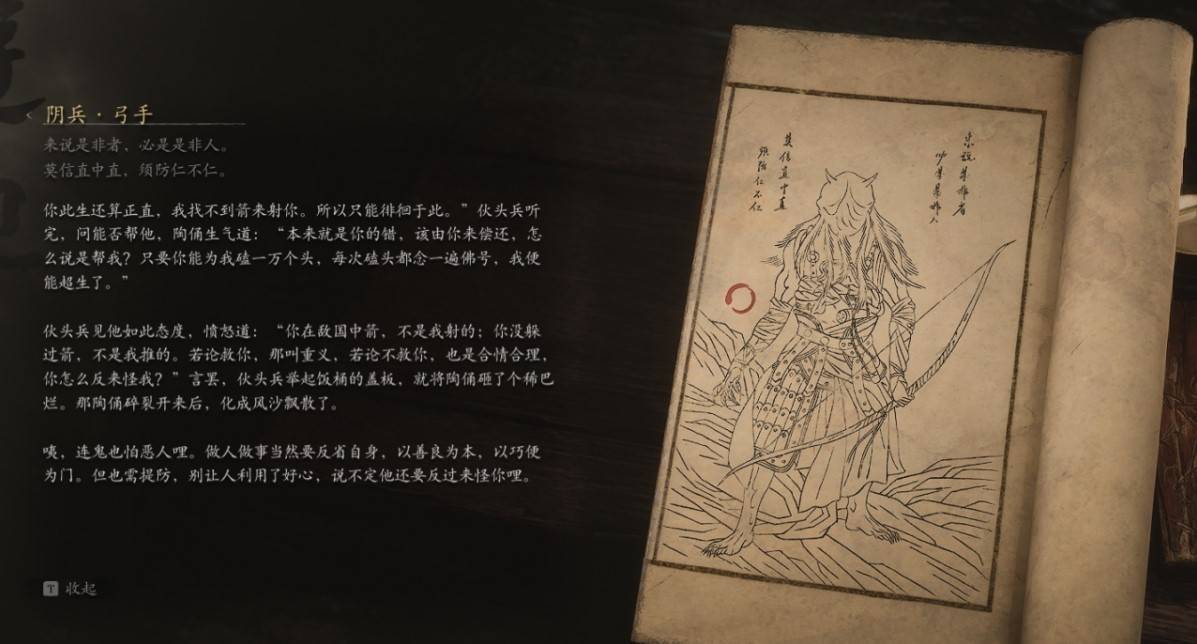 阴兵·弓手
来说是非者，必是是非人。
莫信直中直，须防仁不仁。
你此生还算正直，我找不到箭来射你。所以只能徘徊于此。”伙头兵听
完，问能否帮他，陶俑生气道：“本来就是你的错，该由你来偿还，怎
么说是帮我？只要你能为我磕一万个头，每次磕头都念一遍佛号，我便
能超生了。”
伙头兵见他如此态度，愤怒道：“你在敌国中箭，不是我射的；你没躲
过箭，不是我推的。若论救你，那叫重义，若论不救你，也是合情合理，
你怎么反来怪我？”言罢，伙头兵举起饭桶的盖板，就将陶俑砸了个稀巴
烂。那陶俑碎裂开来后，化成风沙飘散了。
咦，连鬼也怕恶人哩。做人做事当然要反省自身，以善良为本，以巧便
为门。但也需提防，别让人利用了好心，说不定他还要反过来怪你哩。
T 收起
来说是非者
必是是非人
莫信直中直
须防仁不仁